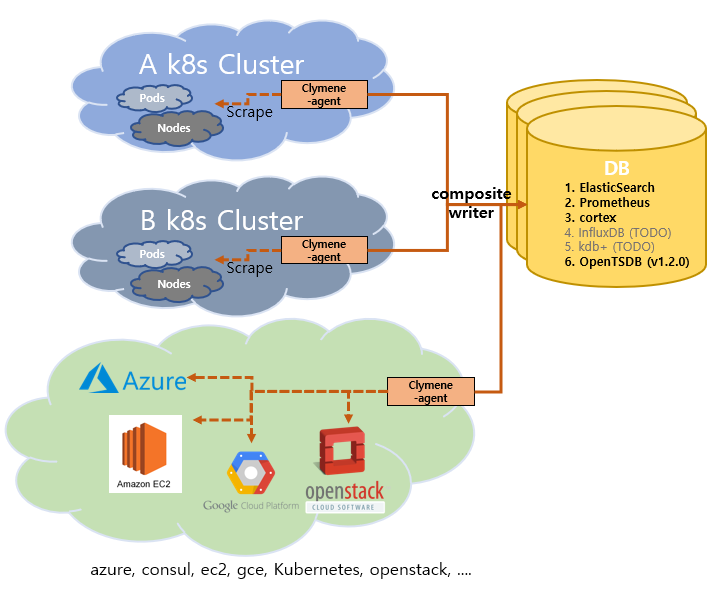 A k8s Cluster
Pods
Nodes
Scrape
Clymene
-agent
B k8s Cluster
Pods
Nodes
Scrape
Clymene
-agent
composite
writer
DB
1. ElasticSearch
2. Prometheus
3. cortex
4. InfluxDB (TODO)
5. kdb+ (TODO)
6. OpenTSDB (v1.2.0)
Azure
Clymene
-agent
Amazon EC2
Google Cloud Platform
openstack
CLOUD SOFTWARE
azure, consul, ec2, gce, Kubernetes, openstack, ....